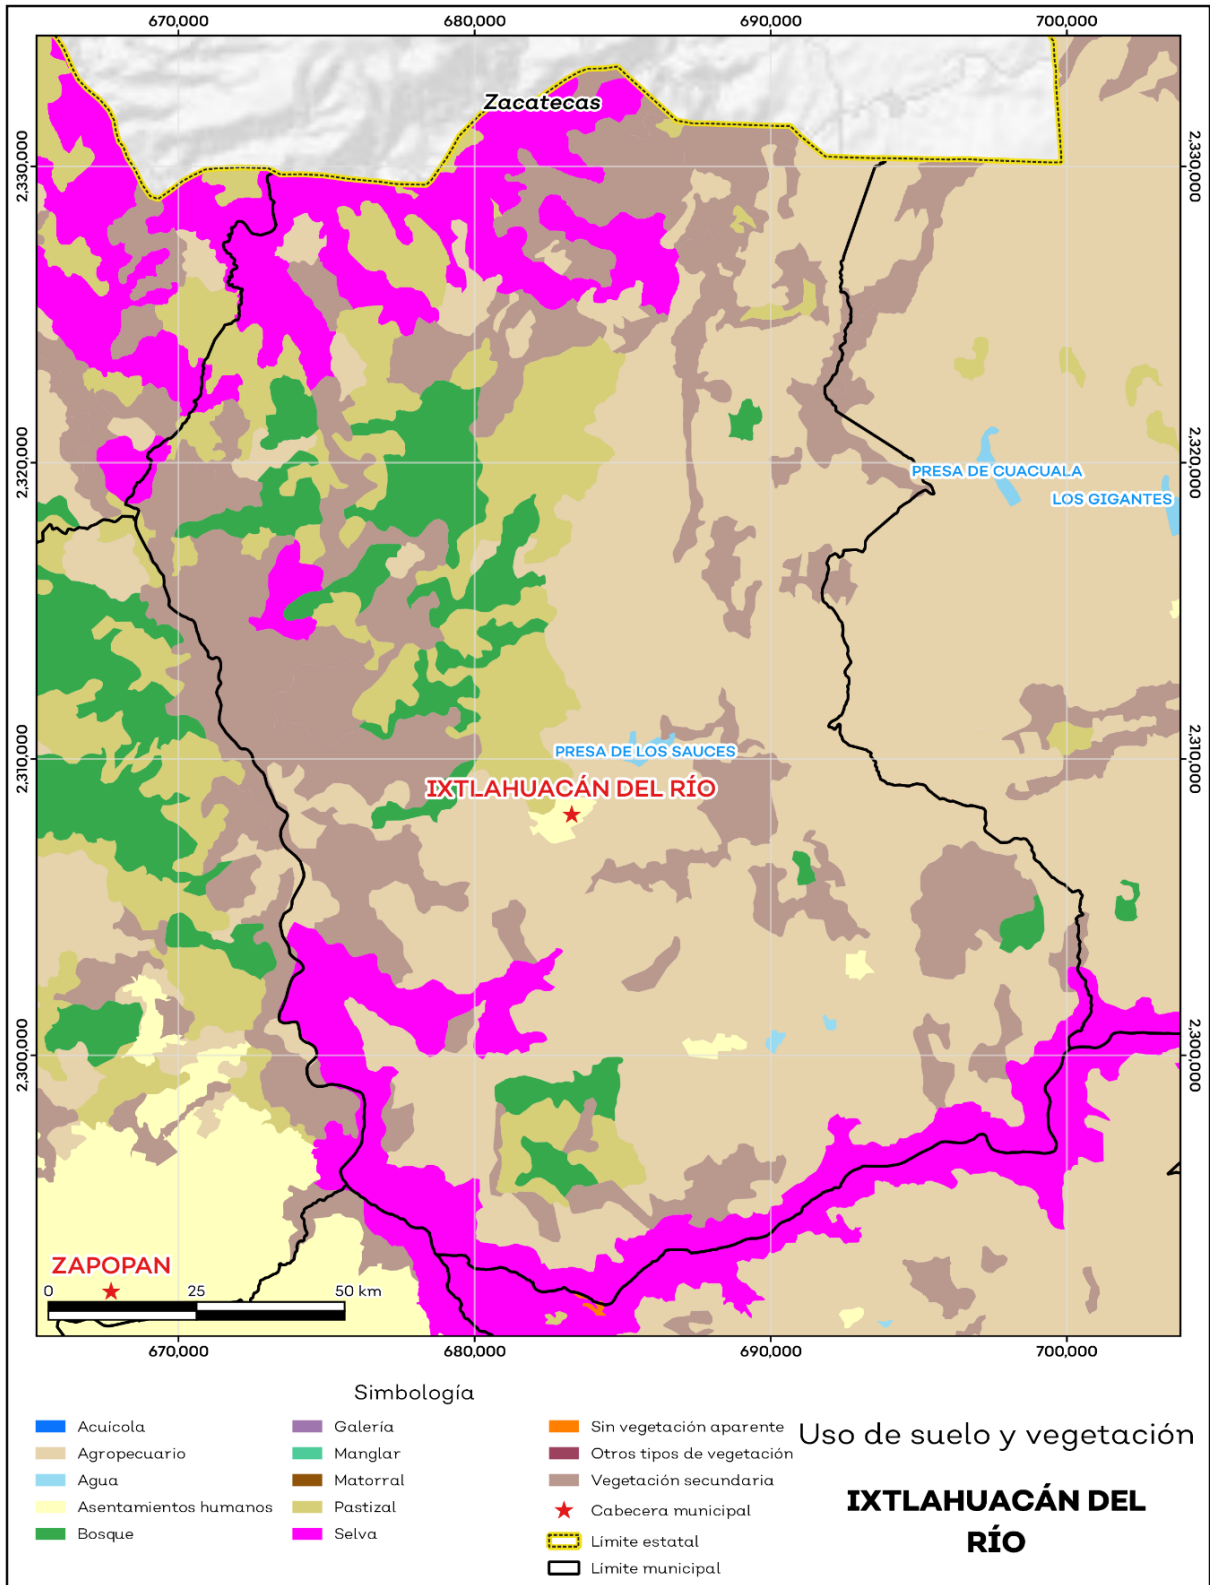 670,000
680,000
690,000
700,000
Zacatecas
2,330,000
2,330,000
2,320,000
2,320,000
PRESA DE CUACUALA
LOS GIGANTES
2,310,000
2,310,000
PRESA DE LOS SAUCES
IXTLAHUACÁN DEL RÍO
2,300,000
2,300,000
ZAPOPAN
0 25 50 km
670,000
680,000
690,000
700,000
Simbología
Acuícola
Agropecuario
Agua
Asentamientos humanos
Bosque
Galería
Manglar
Matorral
Pastizal
Selva
Sin vegetación aparente
Otros tipos de vegetación
Vegetación secundaria
Cabecera municipal
Límite estatal
Límite municipal
Uso de suelo y vegetación
IXTLAHUACÁN DEL
RÍO